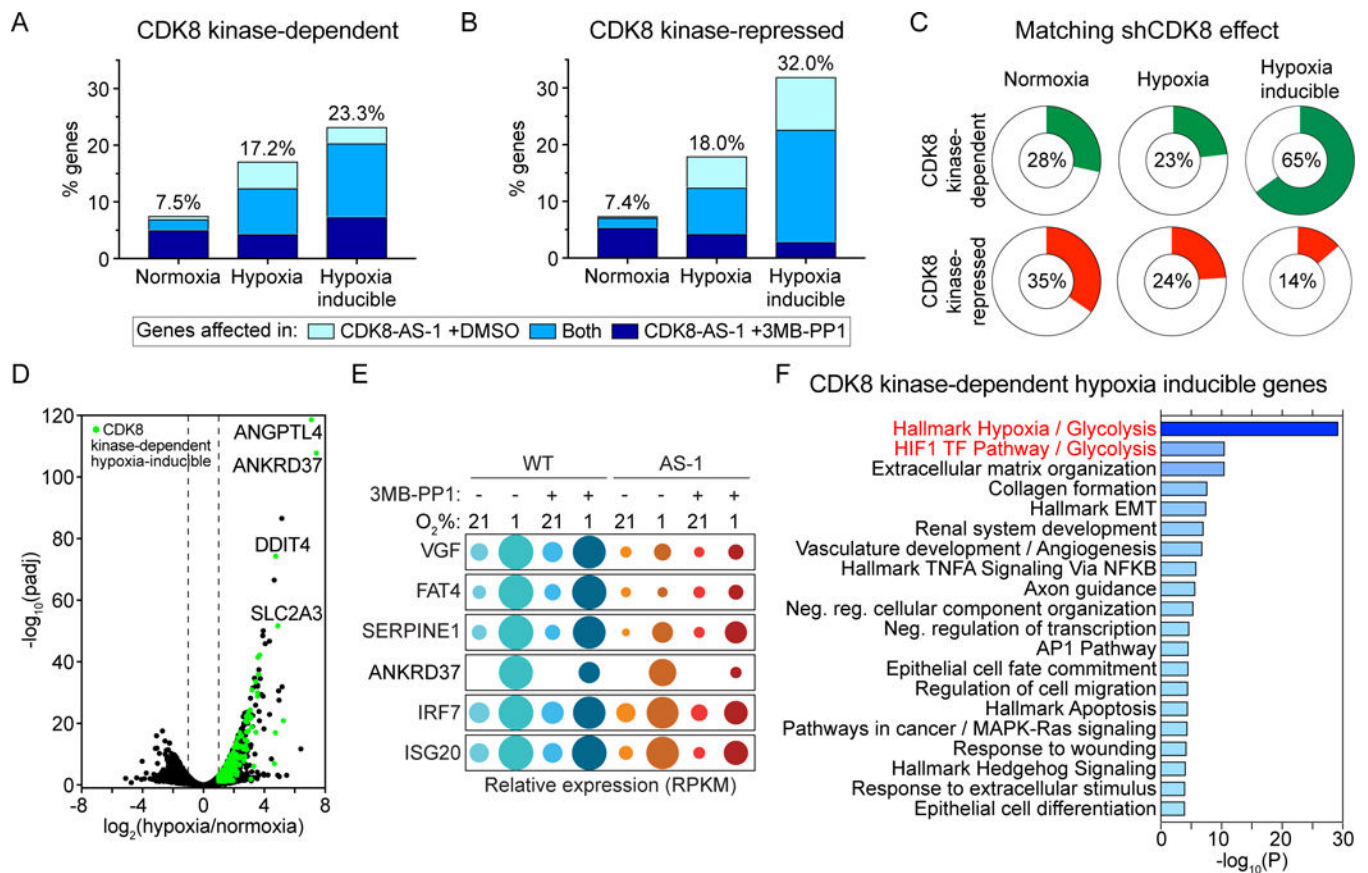 A
CDK8 kinase-dependent
% genes
30
20
10
0
7.5%
17.2%
23.3%
Normoxia
Hypoxia
Hypoxia
inducible
B
CDK8 kinase-repressed
% genes
30
20
10
0
7.4%
18.0%
32.0%
Normoxia
Hypoxia
Hypoxia
inducible
Genes affected in: CDK8-AS-1 +DMSO Both CDK8-AS-1 +3MB-PP1
C
Matching shCDK8 effect
Normoxia
Hypoxia
Hypoxia
inducible
CDK8
kinase-
dependent
28%
23%
65%
CDK8
kinase-
repressed
35%
24%
14%
D
-log10(padj)
120
100
80
60
40
20
0
CDK8
kinase-dependent
hypoxia-inducible
ANGPTL4
ANKRD37
DDIT4
SLC2A3
-8 -4 0 4 8
log2(hypoxia/normoxia)
E
WT AS-1
3MB-PP1: - - + + - - + +
O2%: 21 1 21 1 21 1 21 1
VGF
FAT4
SERPINE1
ANKRD37
IRF7
ISG20
Relative expression (RPKM)
F
CDK8 kinase-dependent hypoxia inducible genes
Hallmark Hypoxia / Glycolysis
HIF1 TF Pathway / Glycolysis
Extracellular matrix organization
Collagen formation
Hallmark EMT
Renal system development
Vasculature development / Angiogenesis
Hallmark TNFA Signaling Via NFKB
Axon guidance
Neg. reg. cellular component organization
Neg. regulation of transcription
AP1 Pathway
Epithelial cell fate commitment
Regulation of cell migration
Hallmark Apoptosis
Pathways in cancer / MAPK-Ras signaling
Response to wounding
Hallmark Hedgehog Signaling
Response to extracellular stimulus
Epithelial cell differentiation
0 10 20 30
-log10(P)